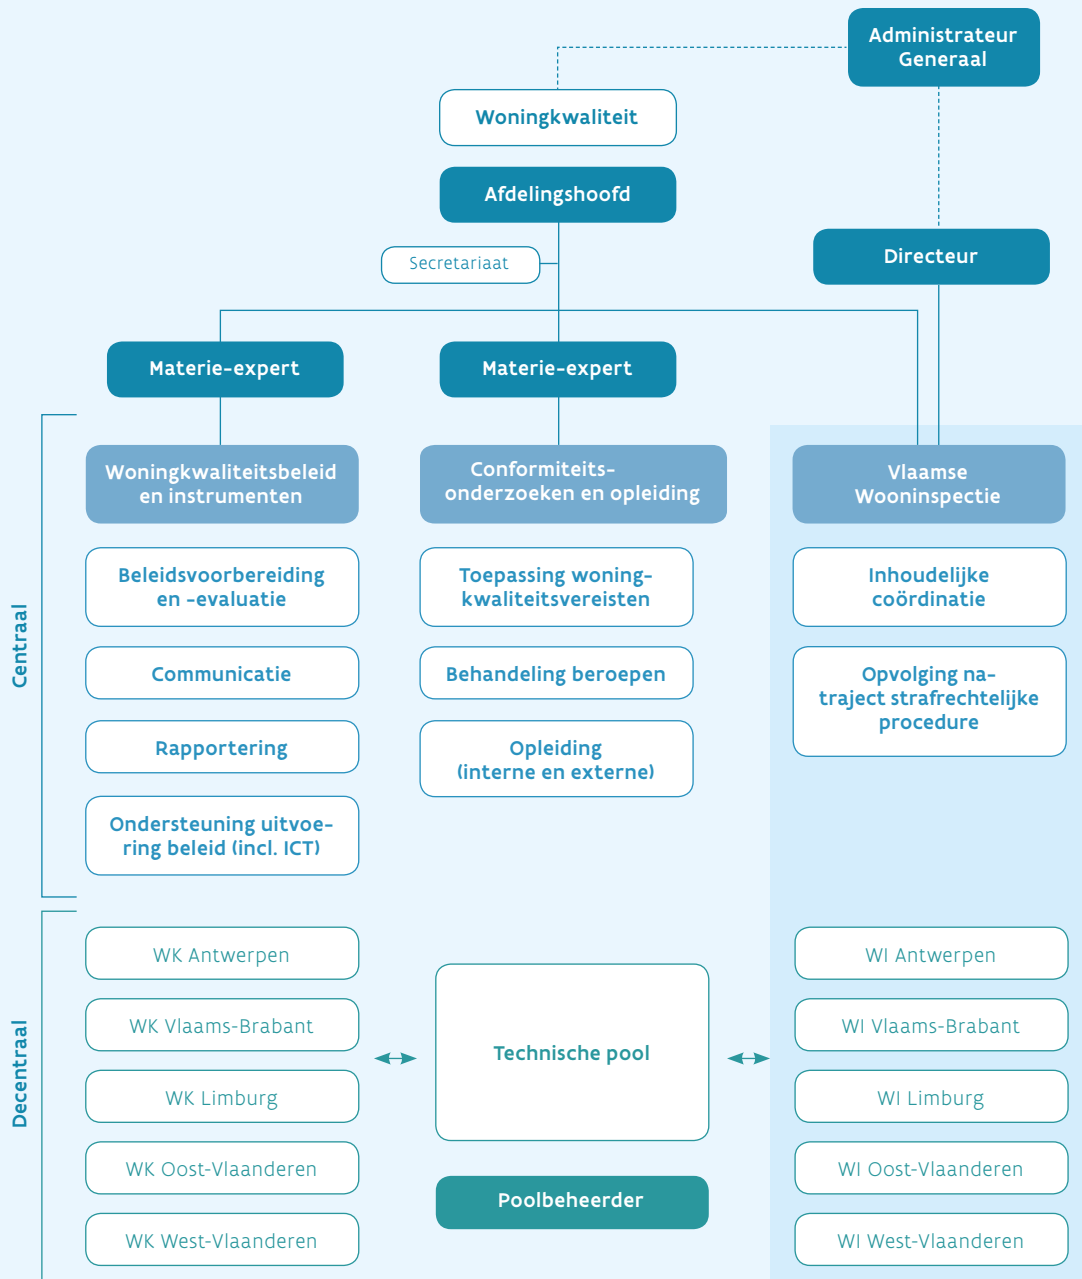 Administrateur
Generaal
Woningkwaliteit
Afdelingshoofd
Secretariaat
Directeur
Materie-expert
Materie-expert
Centraal
Woningkwaliteitsbeleid
en instrumenten
Beleidsvoorbereiding
en -evaluatie
Communicatie
Rapportering
Ondersteuning uitvoe-
ring beleid (incl. ICT)
Conformiteits-
onderzoeken en opleiding
Toepassing woning-
kwaliteitsvereisten
Behandeling beroepen
Opleiding
(interne en externe)
Vlaamse
Wooninspectie
Inhoudelijke
coördinatie
Opvolging na-
traject strafrechtelijke
procedure
Decentraal
WK Antwerpen
WK Vlaams-Brabant
WK Limburg
WK Oost-Vlaanderen
WK West-Vlaanderen
Technische pool
Poolbeheerder
WI Antwerpen
WI Vlaams-Brabant
WI Limburg
WI Oost-Vlaanderen
WI West-Vlaanderen